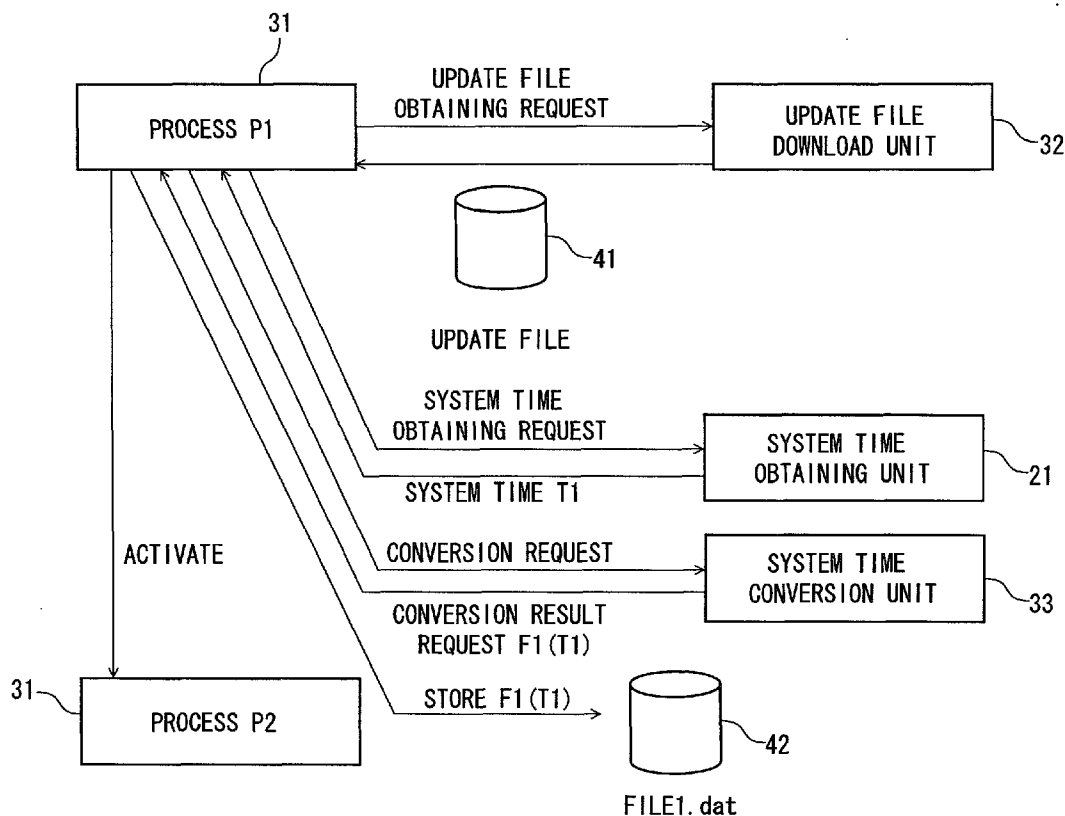 31
UPDATE FILE
OBTAINING REQUEST
PROCESS P1
UPDATE FILE
DOWNLOAD UNIT
32
41
UPDATE FILE
SYSTEM TIME
OBTAINING REQUEST
SYSTEM TIME
OBTAINING UNIT
21
SYSTEM TIME T1
ACTIVATE
CONVERSION REQUEST
SYSTEM TIME
CONVERSION UNIT
33
CONVERSION RESULT
REQUEST F1(T1)
31
PROCESS P2
STORE F1(T1)
42
FILE1.dat